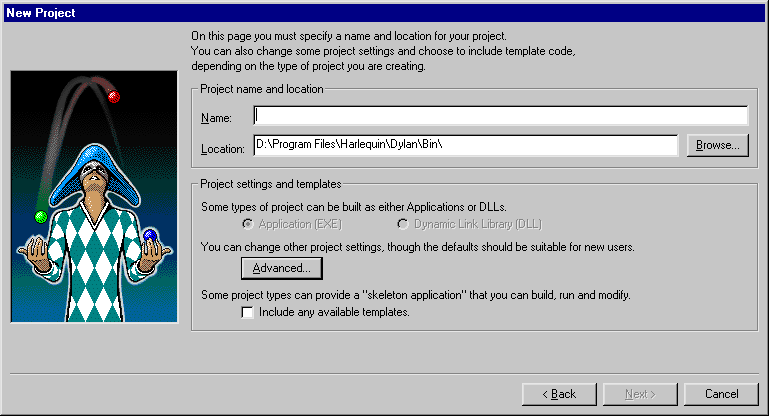 New Project
On this page you must specify a name and location for your project.
You can also change some project settings and choose to include template code,
depending on the type of project you are creating.
Project name and location
Name:
Location: D:\Program Files\Harlequin\Dylan\Bin\ Browse...
Project settings and templates
Some types of project can be built as either Applications or DLLs.
Application (EXE) Dynamic Link Library (DLL)
You can change other project settings, though the defaults should be suitable for new users.
Advanced...
Some project types can provide a "skeleton application" that you can build, run and modify.
Include any available templates.
< Back Next > Cancel